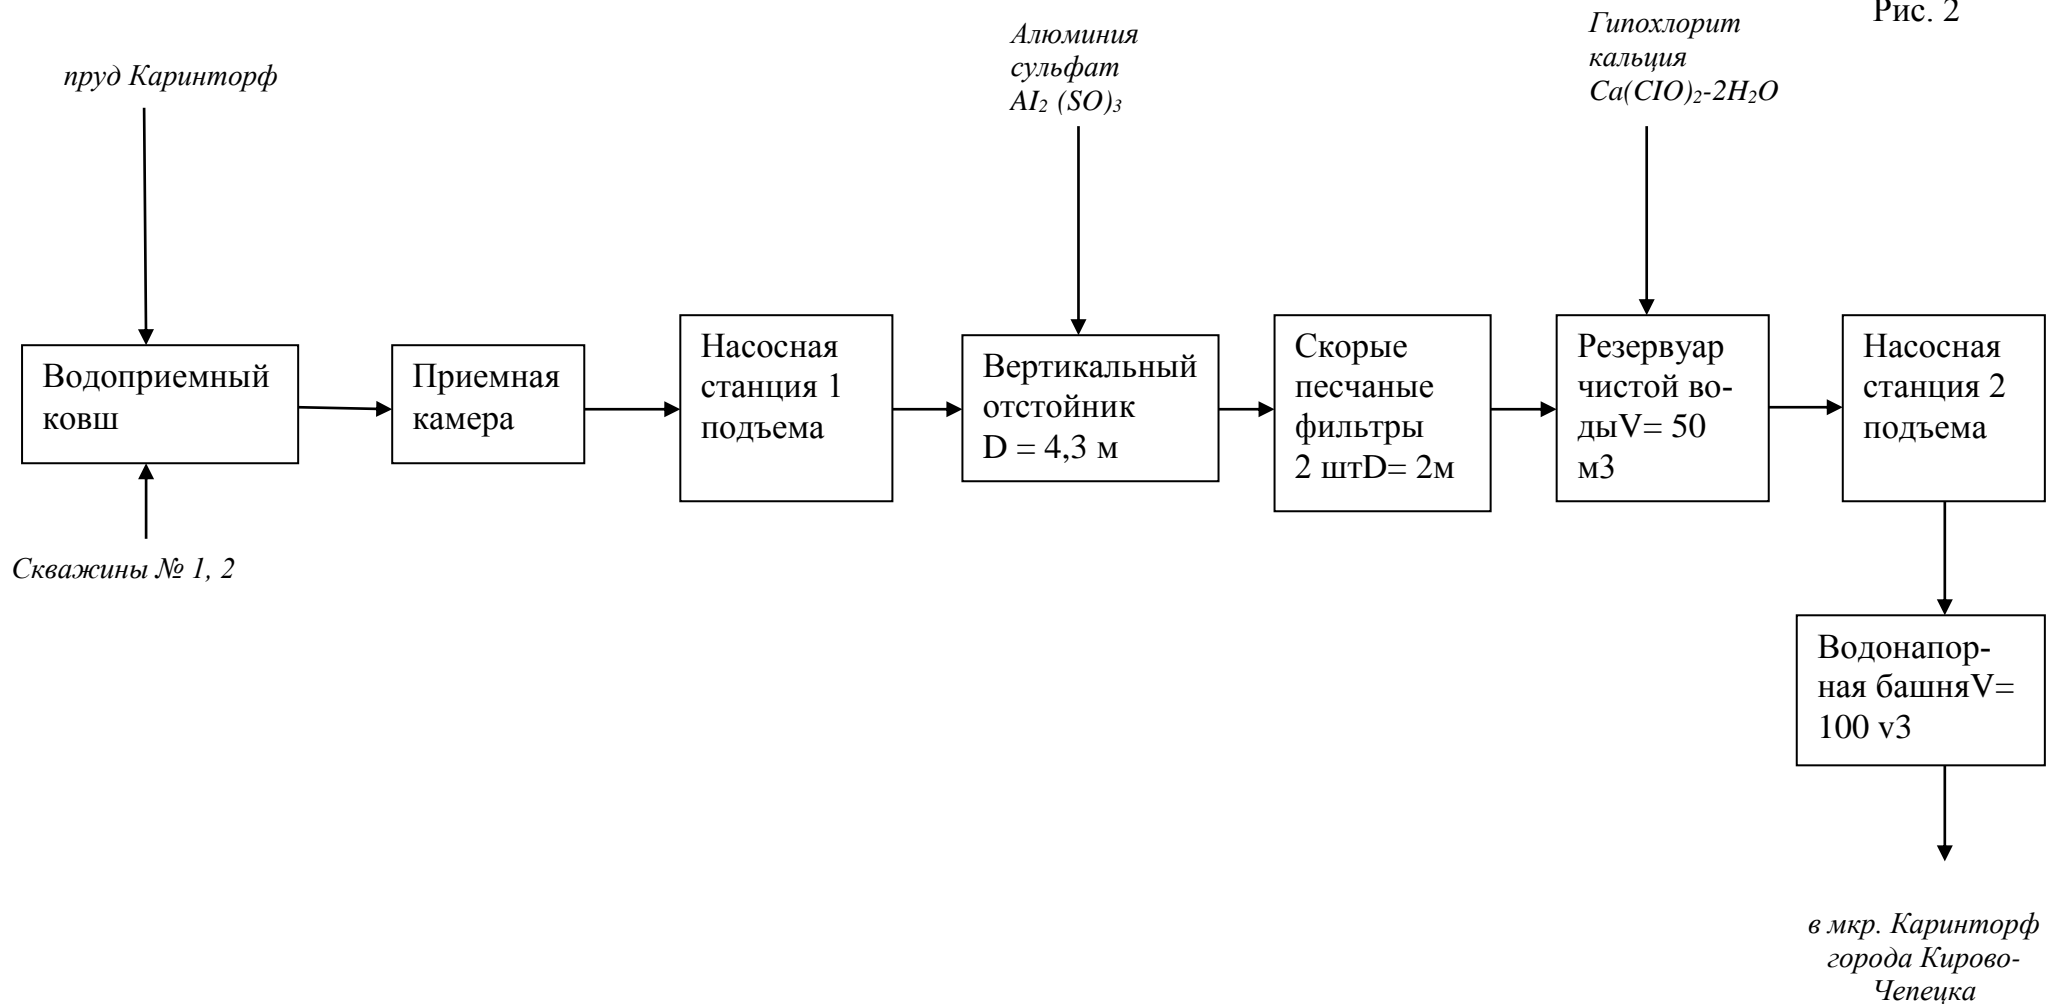 Рис. 2
пруд Каринторф
Алюминия
сульфат
AI₂ (SO)₃
Гипохлорит
кальция
Ca(CIO)₂-2H₂O
Водоприемный
ковш
Приемная
камера
Насосная
станция 1
подъема
Вертикальный
отстойник
D = 4,3 м
Скорые
песчаные
фильтры
2 штD= 2м
Резервуар
чистой во-
дыV= 50
м3
Насосная
станция 2
подъема
Скважины № 1, 2
Водонапор-
ная башняV=
100 v3
в мкр. Каринторф
города Кирово-
Чепецка